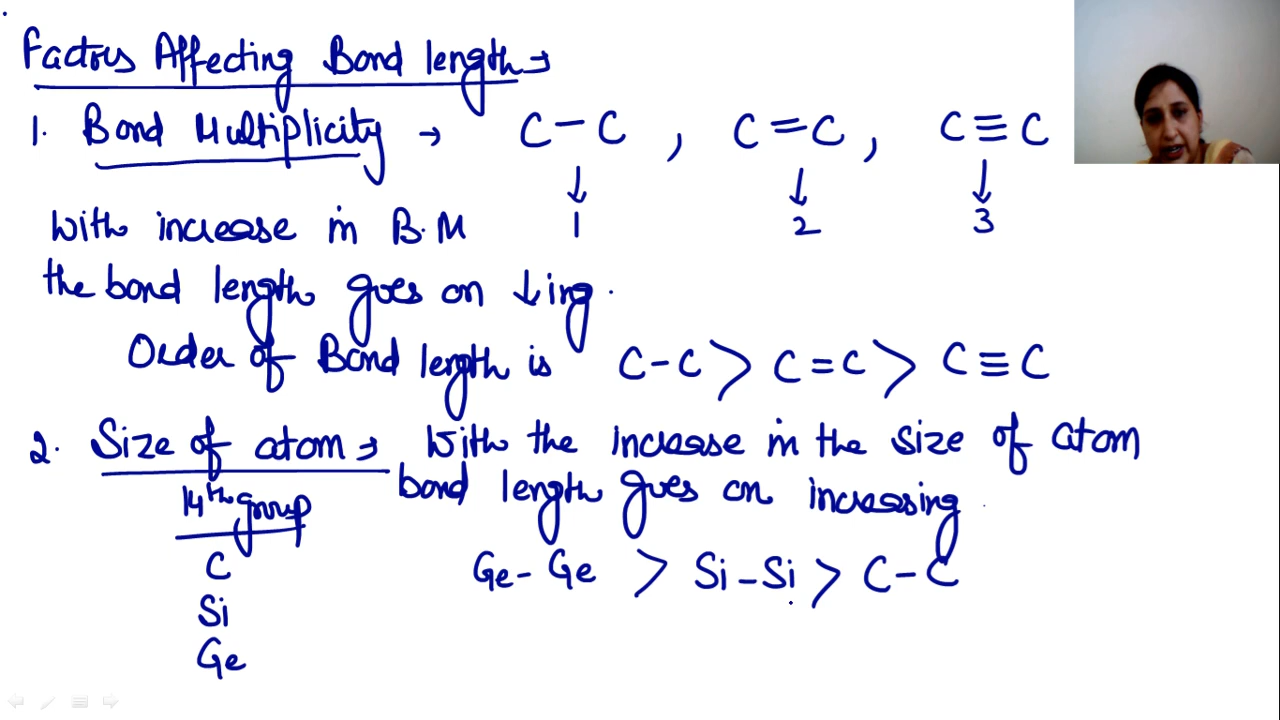 Factors Affecting Bond length →
1. Bond Multiplicity → C–C , C=C , C≡C
↓ ↓ ↓
With increase in B.M 1 2 3
the bond length goes on ↓ing.
Order of Bond length is C–C > C=C > C≡C
2. Size of atom → With the increase in the size of atom
bond length goes on increasing
14th group
Ge–Ge > Si–Si > C–C
C
Si
Ge